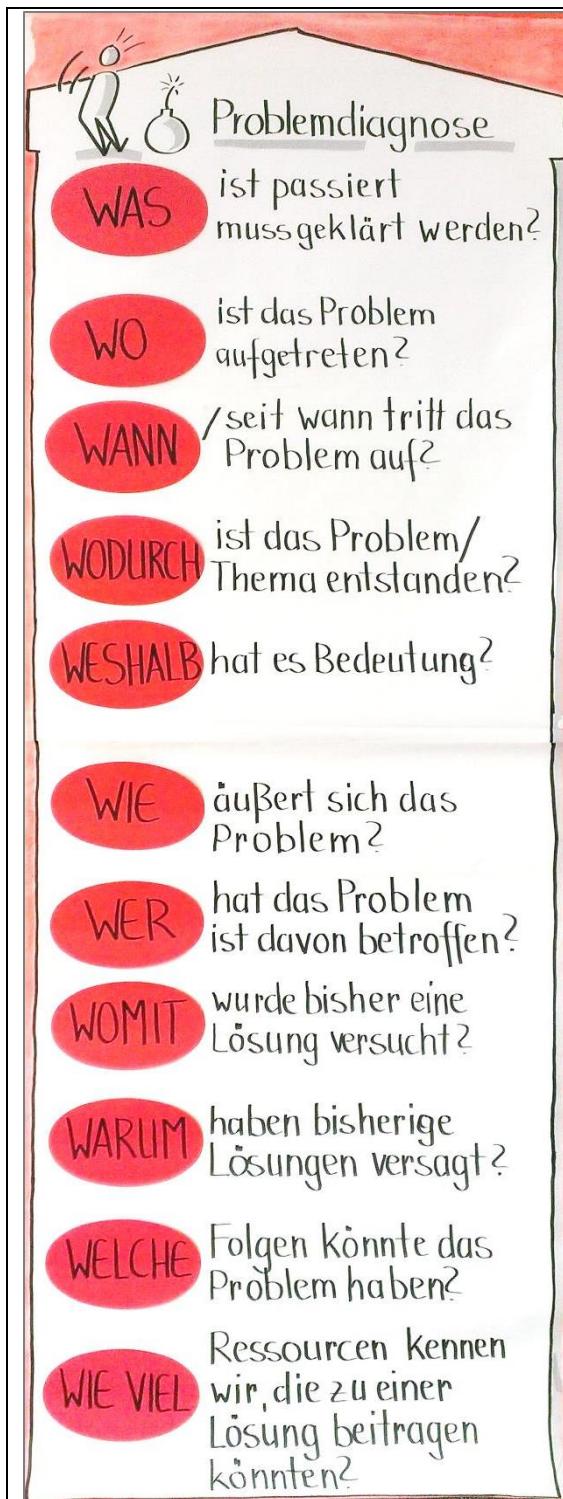 Problemdiagnose
WAS
ist passiert
muss geklärt werden?
WO
ist das Problem
aufgetreten?
WANN
/seit wann tritt das
Problem auf?
WODURCH
ist das Problem/
Thema entstanden?
WESHALB
hat es Bedeutung?
WIE
äußert sich das
Problem?
WER
hat das Problem
ist davon betroffen?
WOMIT
wurde bisher eine
Lösung versucht?
WARUM
haben bisherige
Lösungen versagt?
WELCHE
Folgen könnte das
Problem haben?
WIE VIEL
Ressourcen kennen
wir, die zu einer
Lösung beitragen
könnten?